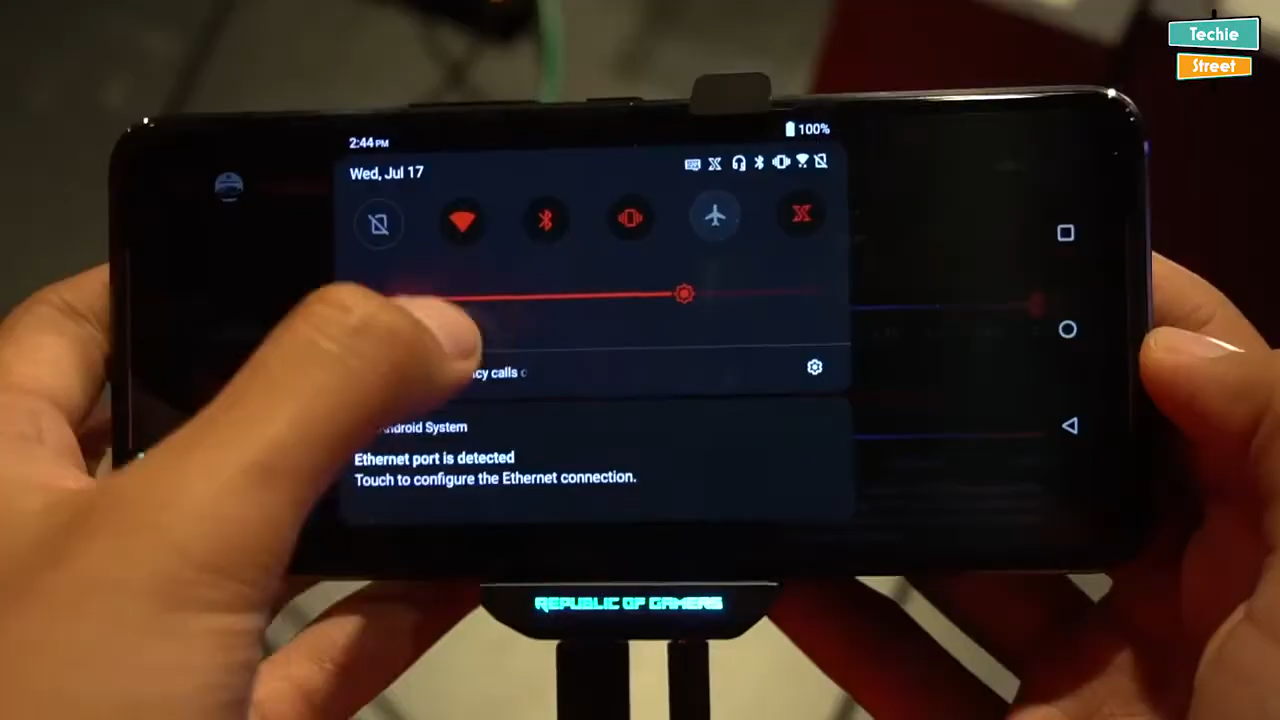 Techie
Street
2:44 PM
100%
Wed, Jul 17
cy calls
Android System
Ethernet port is detected
Touch to configure the Ethernet connection.
REPUBLIC OF GAMERS